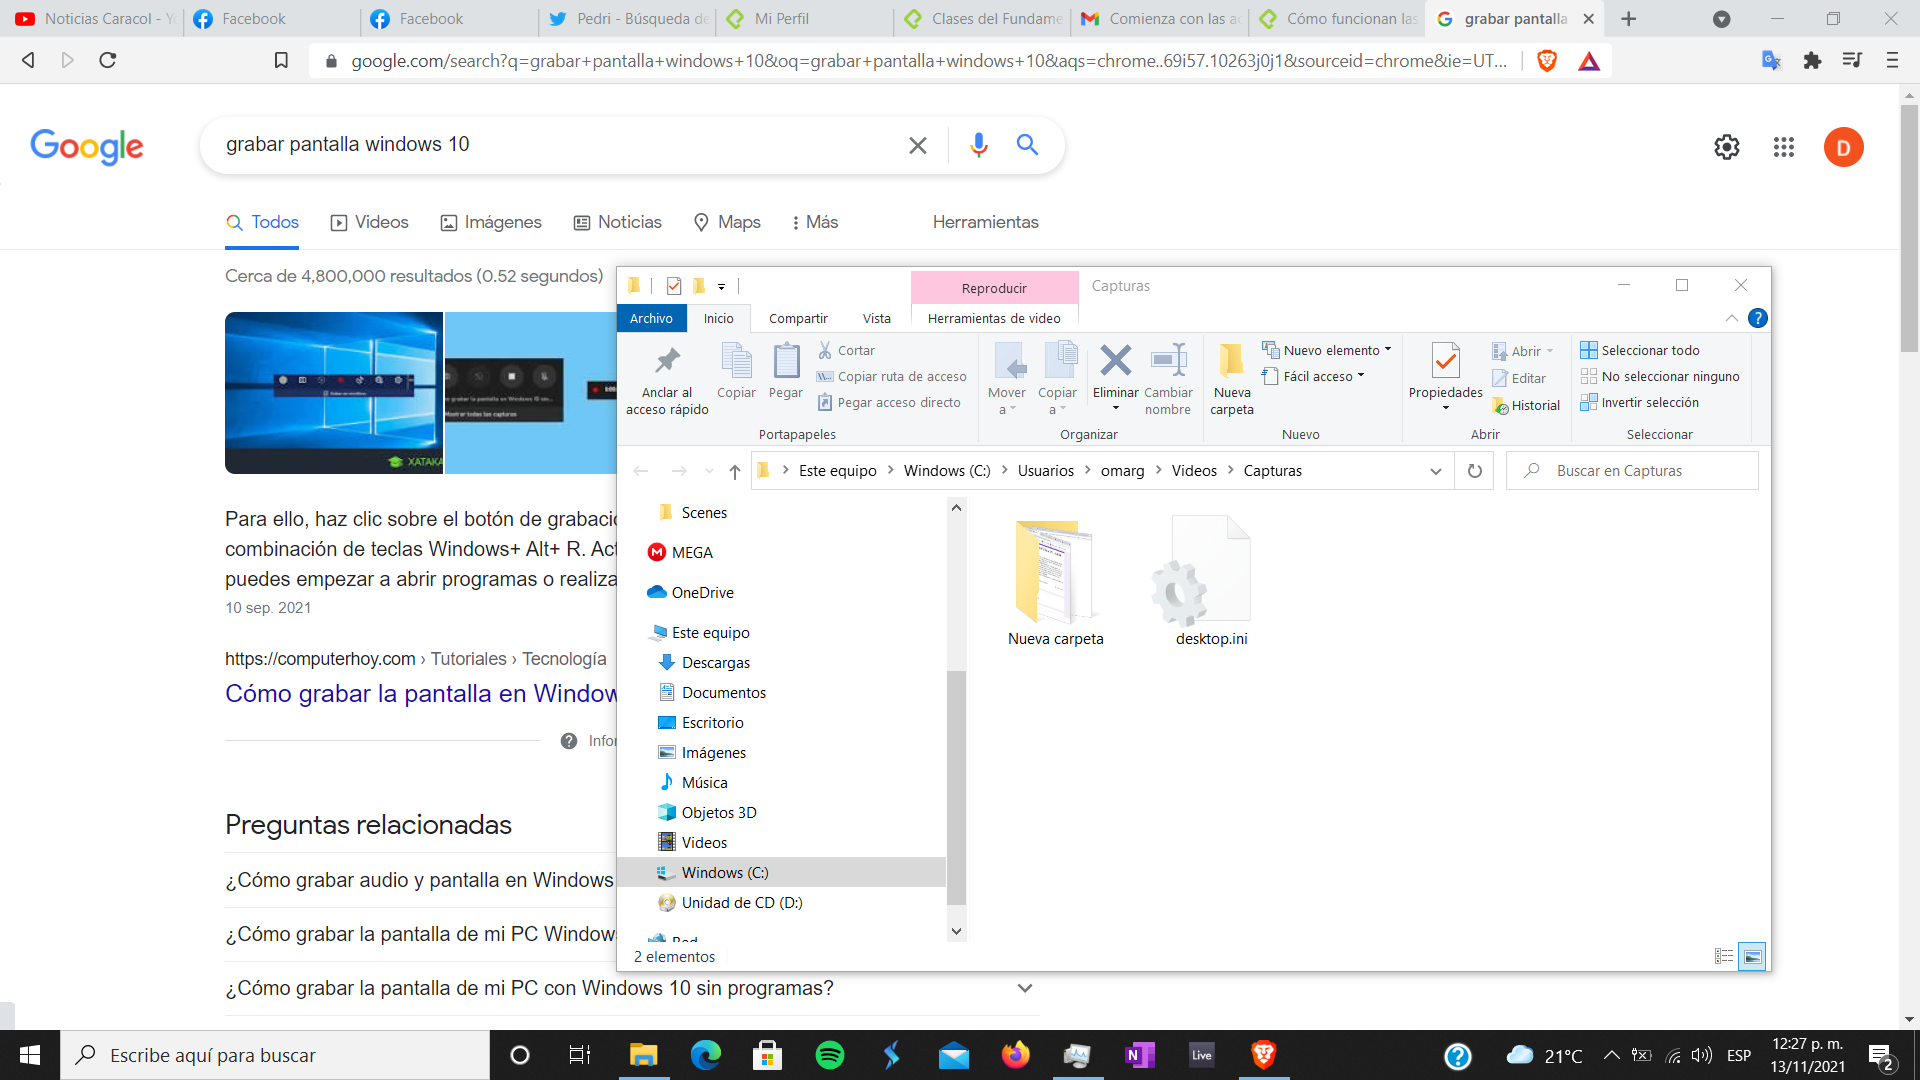 Noticias Caracol - Yo
Facebook
Facebook
Pedri - Búsqueda de
Mi Perfil
Clases del Fundame
Comienza con las ac
Cómo funcionan las
grabar pantalla
google.com/search?q=grabar+pantalla+windows+10&oq=grabar+pantalla+windows+10&aqs=chrome..69i57.10263j0j1&sourceid=chrome&ie=UT...
Google
grabar pantalla windows 10
D
Todos
Videos
Imágenes
Noticias
Maps
Más
Herramientas
Cerca de 4,800,000 resultados (0.52 segundos)
XATAKA
Para ello, haz clic sobre el botón de grabació
combinación de teclas Windows+ Alt+ R. Act
puedes empezar a abrir programas o realiza
10 sep. 2021
https://computerhoy.com › Tutoriales › Tecnología
Cómo grabar la pantalla en Window
Infor
Preguntas relacionadas
¿Cómo grabar audio y pantalla en Windows
¿Cómo grabar la pantalla de mi PC Windows
¿Cómo grabar la pantalla de mi PC con Windows 10 sin programas?
Reproducir
Capturas
Archivo
Inicio
Compartir
Vista
Herramientas de video
Anclar al
acceso rápido
Copiar
Pegar
Cortar
Copiar ruta de acceso
Pegar acceso directo
Portapapeles
Mover
a
Copiar
a
Eliminar
Cambiar
nombre
Organizar
Nueva
carpeta
Nuevo elemento
Fácil acceso
Nuevo
Propiedades
Abrir
Editar
Historial
Abrir
Seleccionar todo
No seleccionar ninguno
Invertir selección
Seleccionar
Este equipo
Windows (C:)
Usuarios
omarg
Videos
Capturas
Buscar en Capturas
Scenes
MEGA
OneDrive
Este equipo
Descargas
Documentos
Escritorio
Imágenes
Música
Objetos 3D
Videos
Windows (C:)
Unidad de CD (D:)
Red
Nueva carpeta
desktop.ini
2 elementos
Escribe aquí para buscar
Live
21°C
ESP
12:27 p. m.
13/11/2021
2